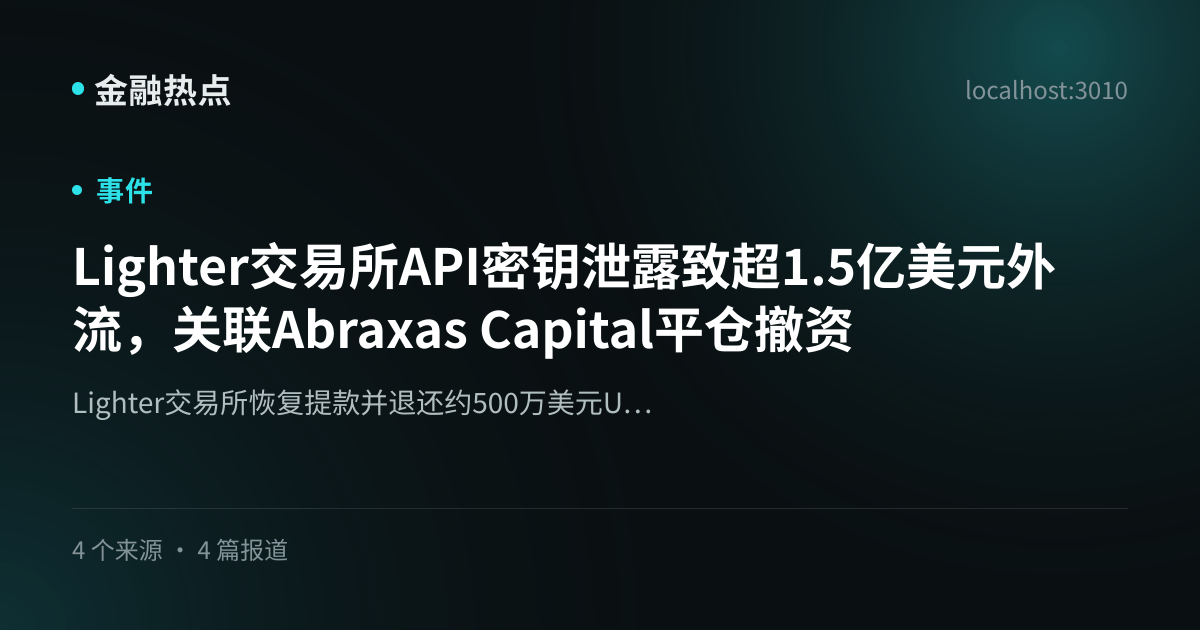 金融热点
localhost:3010
事件
Lighter交易所API密钥泄露致超1.5亿美元外
流，关联Abraxas Capital平仓撤资
Lighter交易所恢复提款并退还约500万美元U…
4 个来源 · 4 篇报道